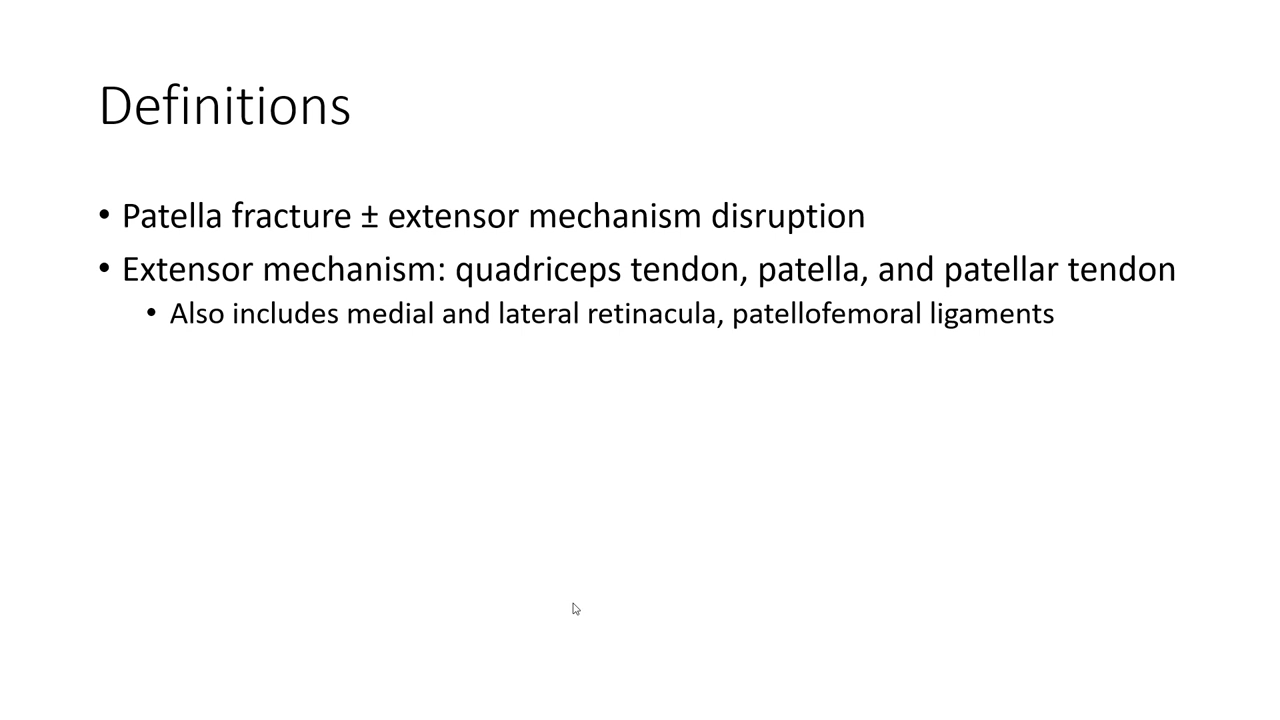 Definitions
• Patella fracture ± extensor mechanism disruption
• Extensor mechanism: quadriceps tendon, patella, and patellar tendon
• Also includes medial and lateral retinacula, patellofemoral ligaments